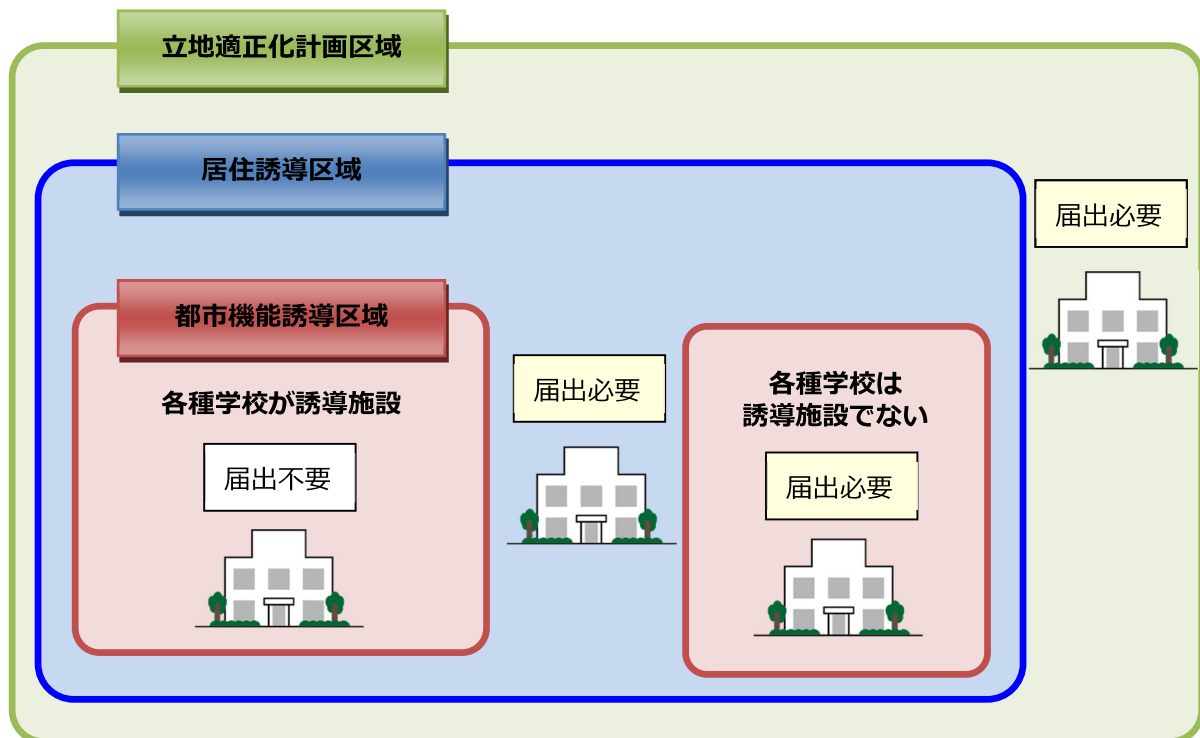 立地適正化計画区域
居住誘導区域
届出必要
都市機能誘導区域
各種学校が誘導施設
届出不要
届出必要
各種学校は
誘導施設でない
届出必要